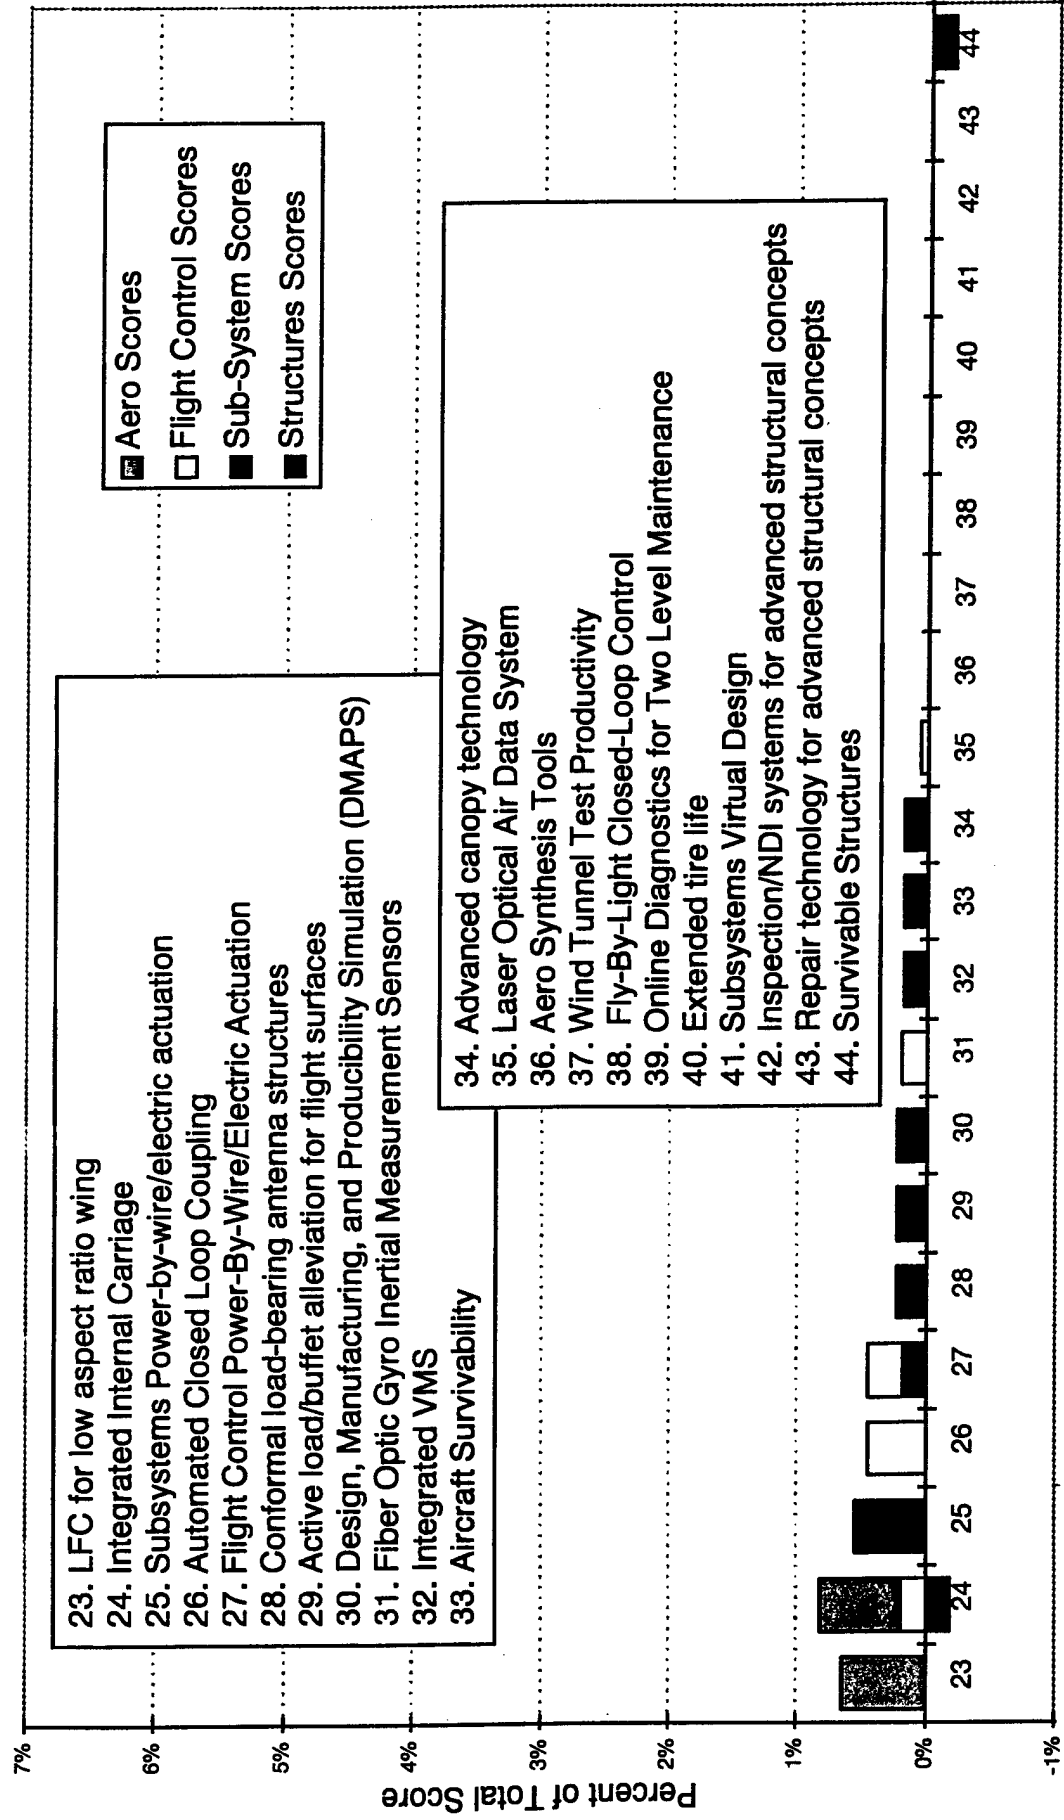 7%
6%
5%
4%
3%
2%
1%
0%
-1%
Percent of Total Score
23. LFC for low aspect ratio wing
24. Integrated Internal Carriage
25. Subsystems Power-by-wire/electric actuation
26. Automated Closed Loop Coupling
27. Flight Control Power-By-Wire/Electric Actuation
28. Conformal load-bearing antenna structures
29. Active load/buffet alleviation for flight surfaces
30. Design, Manufacturing, and Producibility Simulation (DMAPS)
31. Fiber Optic Gyro Inertial Measurement Sensors
32. Integrated VMS
33. Aircraft Survivability
34. Advanced canopy technology
35. Laser Optical Air Data System
36. Aero Synthesis Tools
37. Wind Tunnel Test Productivity
38. Fly-By-Light Closed-Loop Control
39. Online Diagnostics for Two Level Maintenance
40. Extended tire life
41. Subsystems Virtual Design
42. Inspection/NDI systems for advanced structural concepts
43. Repair technology for advanced structural concepts
44. Survivable Structures
Aero Scores
Flight Control Scores
Sub-System Scores
Structures Scores
23 24 25 26 27 28 29 30 31 32 33 34 35 36 37 38 39 40 41 42 43 44